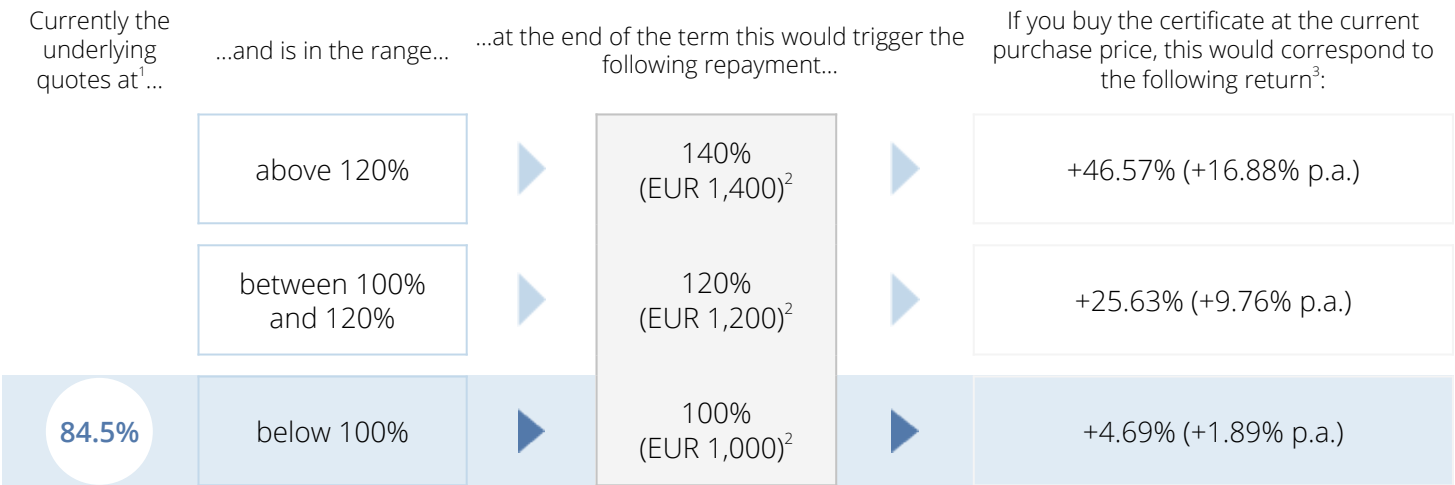 Currently the
underlying
quotes at¹...
...and is in the range...
...at the end of the term this would trigger the
following repayment...
If you buy the certificate at the current
purchase price, this would correspond to
the following return³:
above 120%
140%
(EUR 1,400)²
+46.57% (+16.88% p.a.)
between 100%
and 120%
120%
(EUR 1,200)²
+25.63% (+9.76% p.a.)
84.5%
below 100%
100%
(EUR 1,000)²
+4.69% (+1.89% p.a.)